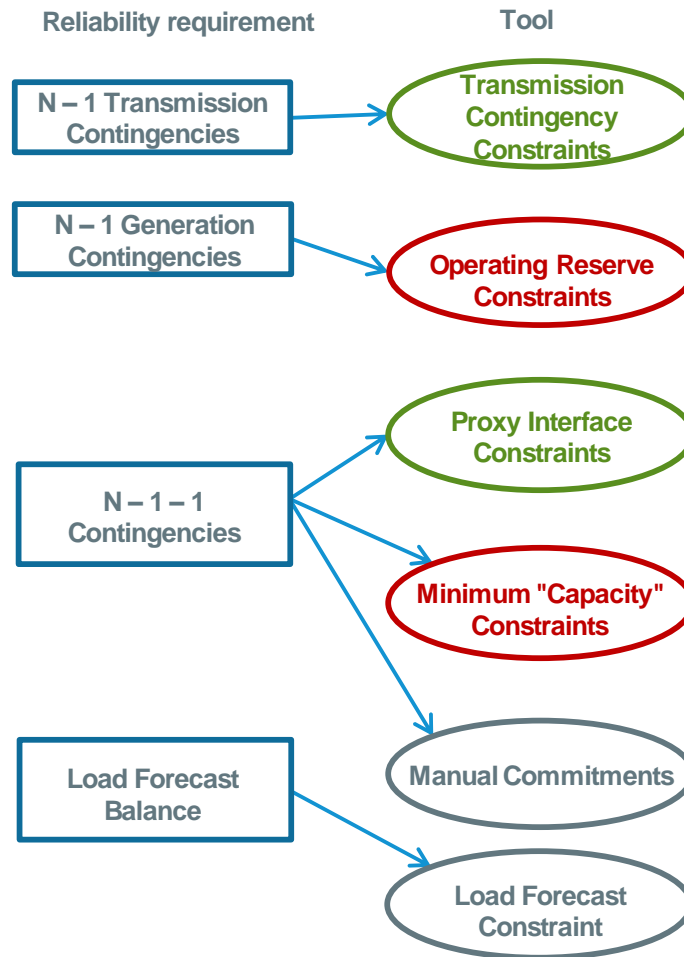 Reliability requirement
Tool
N – 1 Transmission
Contingencies
Transmission
Contingency
Constraints
N – 1 Generation
Contingencies
Operating Reserve
Constraints
Proxy Interface
Constraints
N – 1 – 1
Contingencies
Minimum "Capacity"
Constraints
Manual Commitments
Load Forecast
Balance
Load Forecast
Constraint